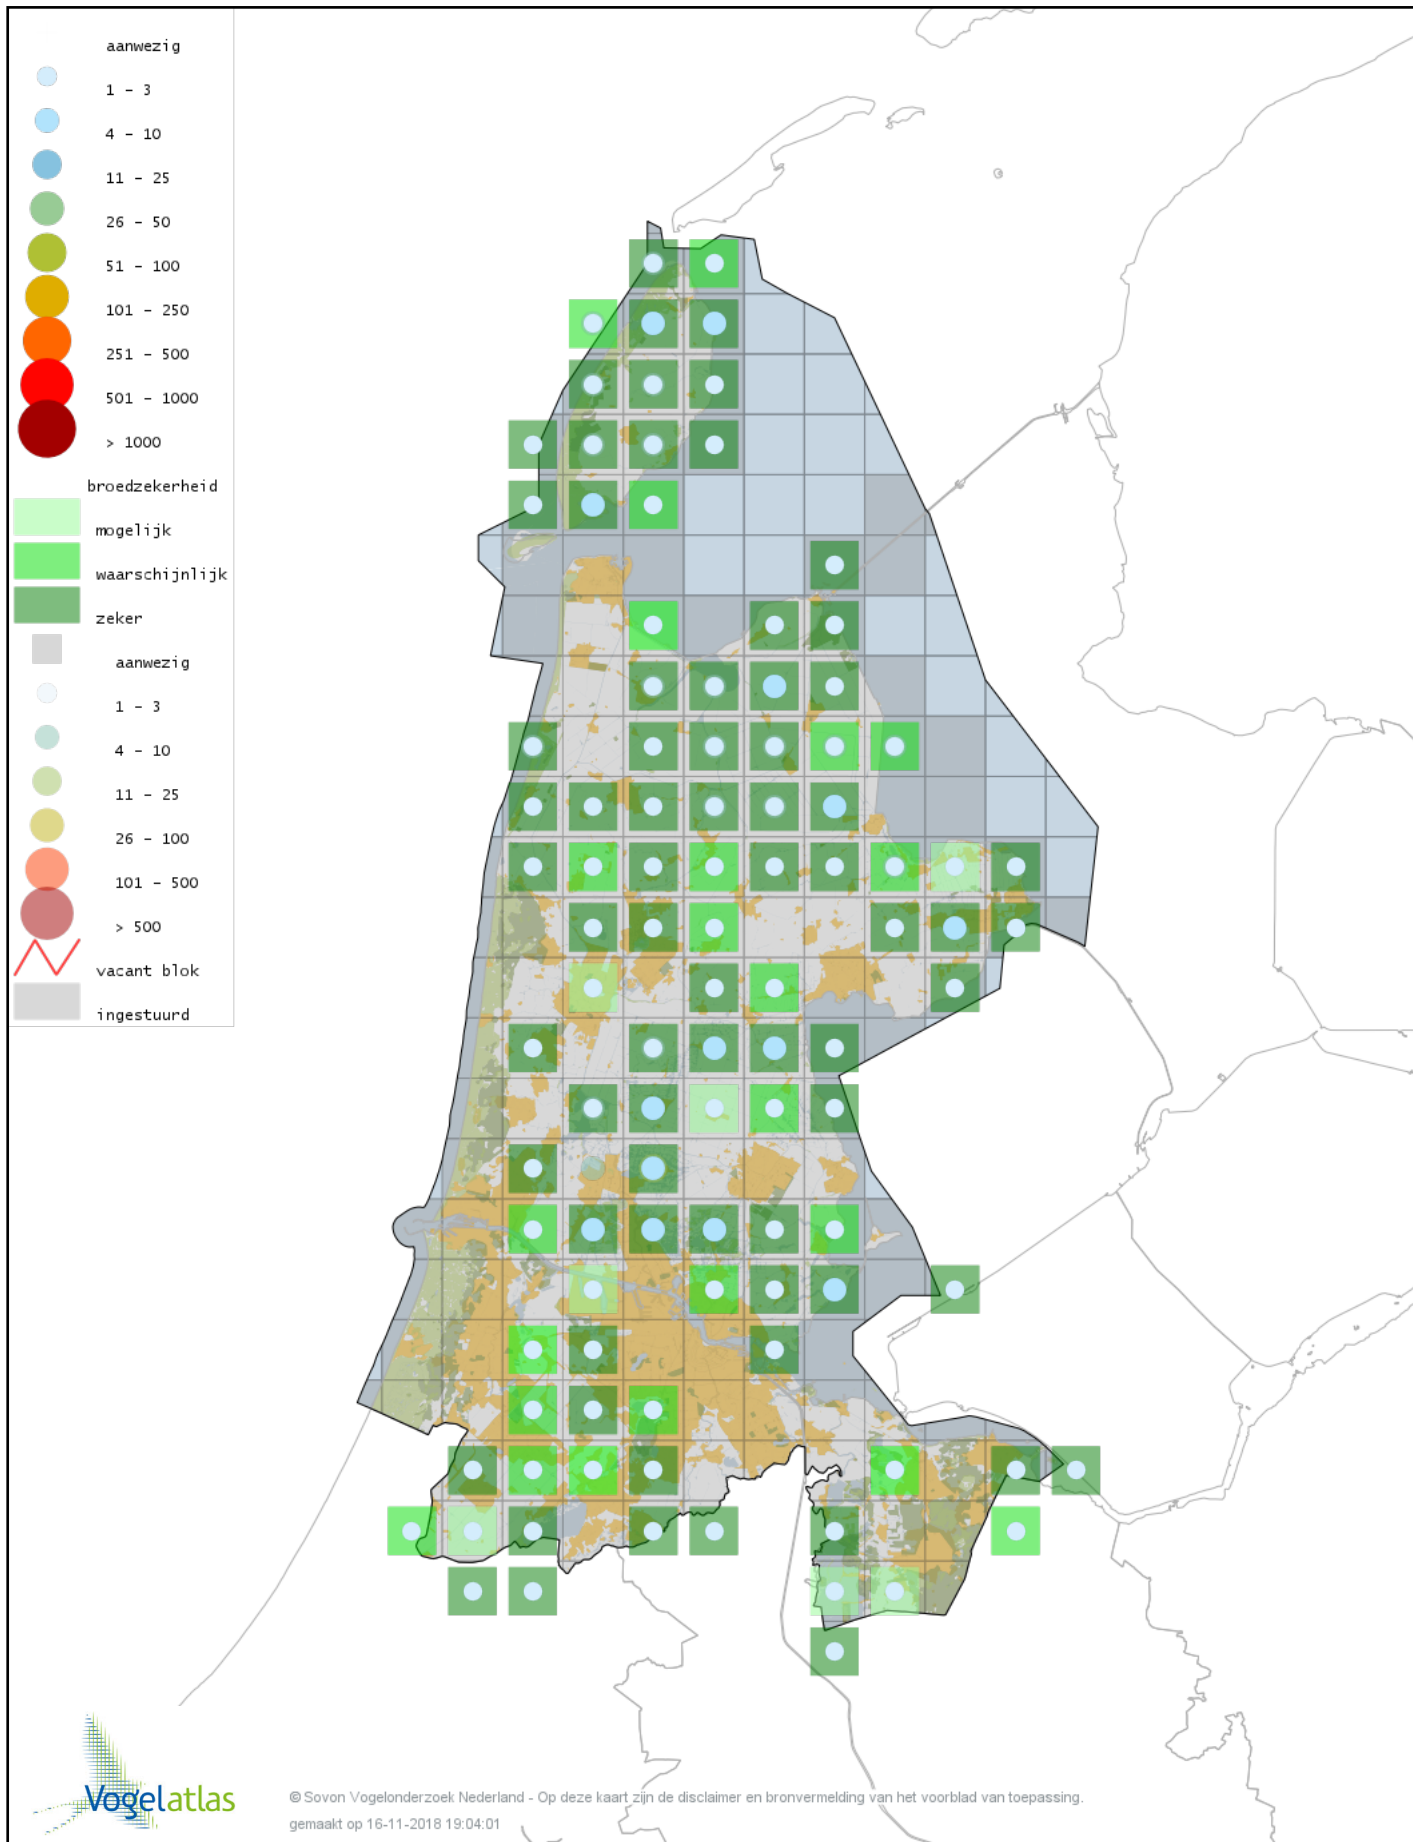 aanwezig
1 - 3
4 - 10
11 - 25
26 - 50
51 - 100
101 - 250
251 - 500
501 - 1000
> 1000
broedzekerheid
mogelijk
waarschijnlijk
zeker
aanwezig
1 - 3
4 - 10
11 - 25
26 - 100
101 - 500
> 500
vacant blok
ingestuurd
Vogelatlas
© Sovon Vogelonderzoek Nederland - Op deze kaart zijn de disclaimer en bronvermelding van het voorblad van toepassing.
gemaakt op 16-11-2018 19:04:01